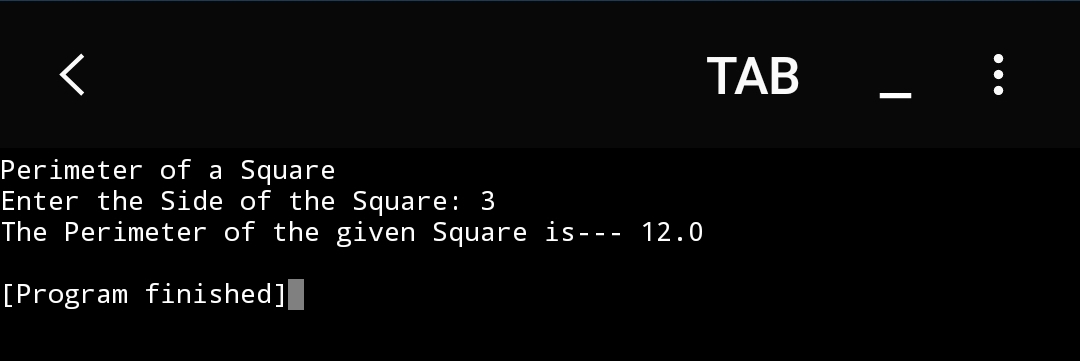 TAB _
Perimeter of a Square
Enter the Side of the Square: 3
The Perimeter of the given Square is--- 12.0
[Program finished]